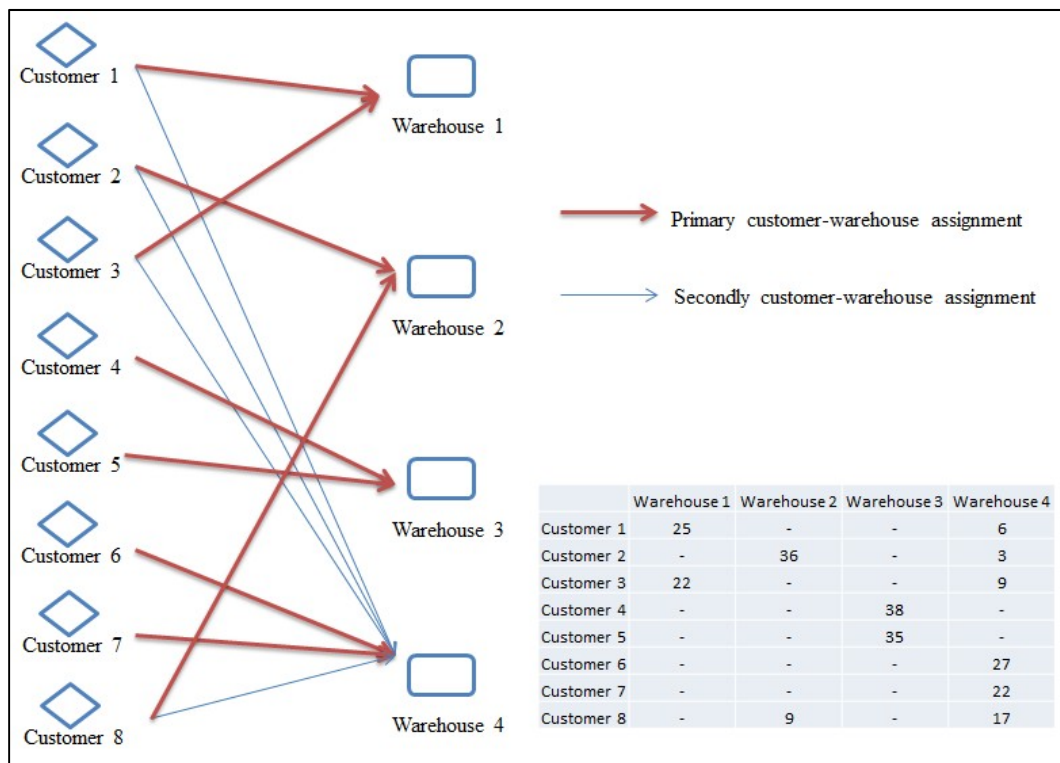 Customer 1
Customer 2
Customer 3
Customer 4
Customer 5
Customer 6
Customer 7
Customer 8
Warehouse 1
Warehouse 2
Warehouse 3
Warehouse 4
Primary customer-warehouse assignment
Secondly customer-warehouse assignment
Warehouse 1 Warehouse 2 Warehouse 3 Warehouse 4
Customer 1 25 - - 6
Customer 2 - 36 - 3
Customer 3 22 - - 9
Customer 4 - - 38 -
Customer 5 - - 35 -
Customer 6 - - - 27
Customer 7 - - - 22
Customer 8 - 9 - 17